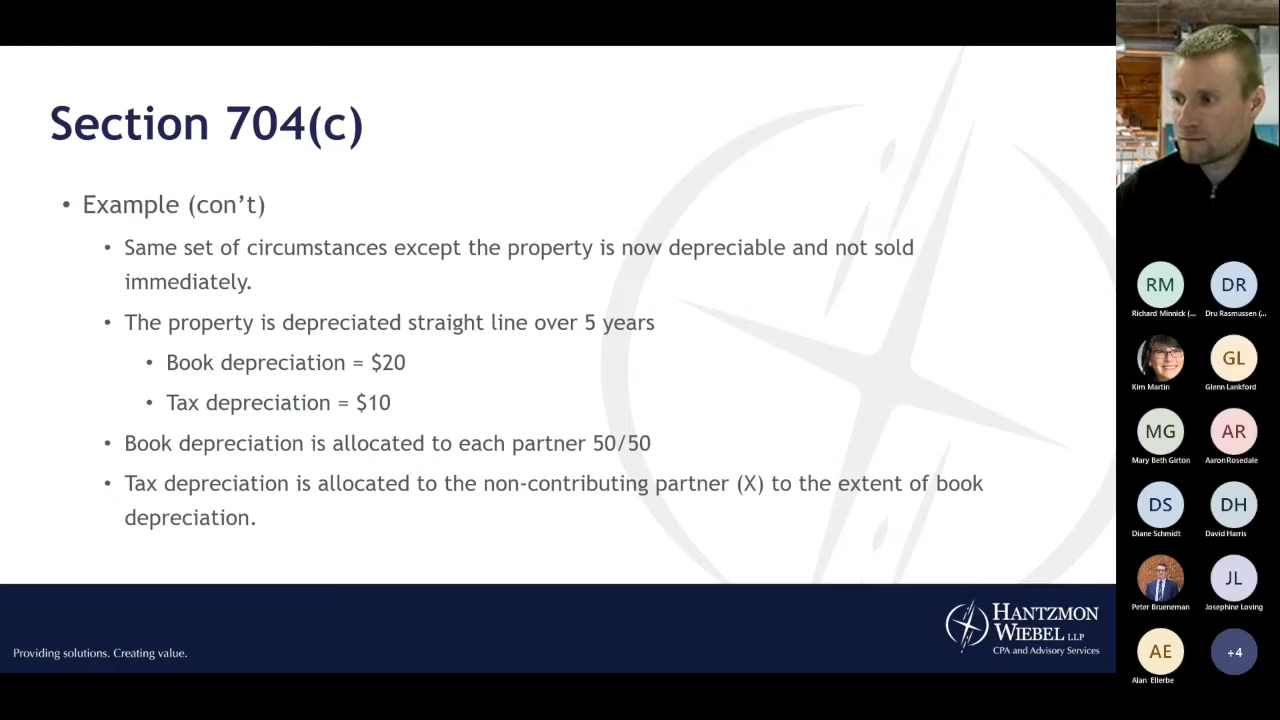 Section 704(c)
• Example (con’t)
• Same set of circumstances except the property is now depreciable and not sold
immediately.
• The property is depreciated straight line over 5 years
• Book depreciation = $20
• Tax depreciation = $10
• Book depreciation is allocated to each partner 50/50
• Tax depreciation is allocated to the non-contributing partner (X) to the extent of book
depreciation.
Providing solutions. Creating value.
HANTZMON
WIEBEL LLP
CPA and Advisory Services
RM DR
Richard Minnick (... Dru Rasmussen (...
GL
Kim Martin Glenn Lankford
MG AR
Mary Beth Girton Aaron Rosedale
DS DH
Diane Schmidt David Harris
JL
Peter Brueneman Josephine Loving
AE +4
Alan Ellerbe